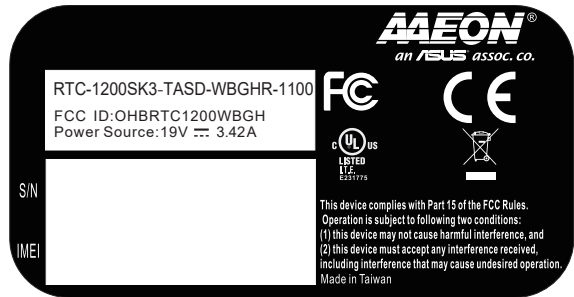 AAEON®
an ASUS assoc. co.
RTC-1200SK3-TASD-WBGHR-1100
FCC ID:OHBRTC1200WBGH
Power Source:19V ⎓ 3.42A
FC
CE
C UL US
LISTED
I.T.E.
E231775
S/N
IMEI
This device complies with Part 15 of the FCC Rules.
Operation is subject to following two conditions:
(1) this device may not cause harmful interference, and
(2) this device must accept any interference received,
including interference that may cause undesired operation.
Made in Taiwan